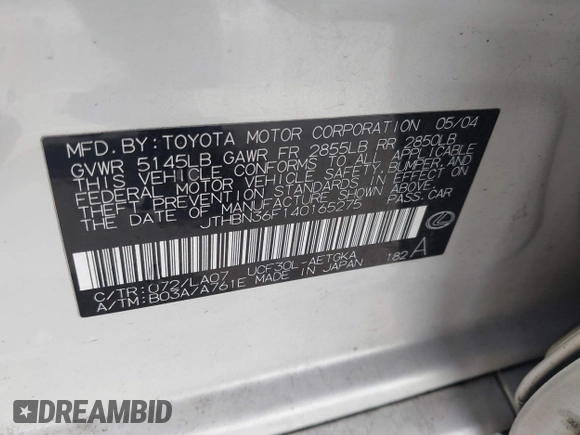 MFD. BY: TOYOTA MOTOR CORPORATION 05/04
GVWR 5145LB GAWR FR 2855LB RR 2850LB
THIS VEHICLE CONFORMS TO ALL APPLICABLE
FEDERAL MOTOR VEHICLE SAFETY, BUMPER, AND
THEFT PREVENTION STANDARDS IN EFFECT ON
THE DATE OF MANUFACTURE SHOWN ABOVE.
JTHBN36F140165275 PASS. CAR
C/TR: 072/LA07 UCF30L-AETGKA 182 A
A/TM: B03A/A761E MADE IN JAPAN
DREAMBID